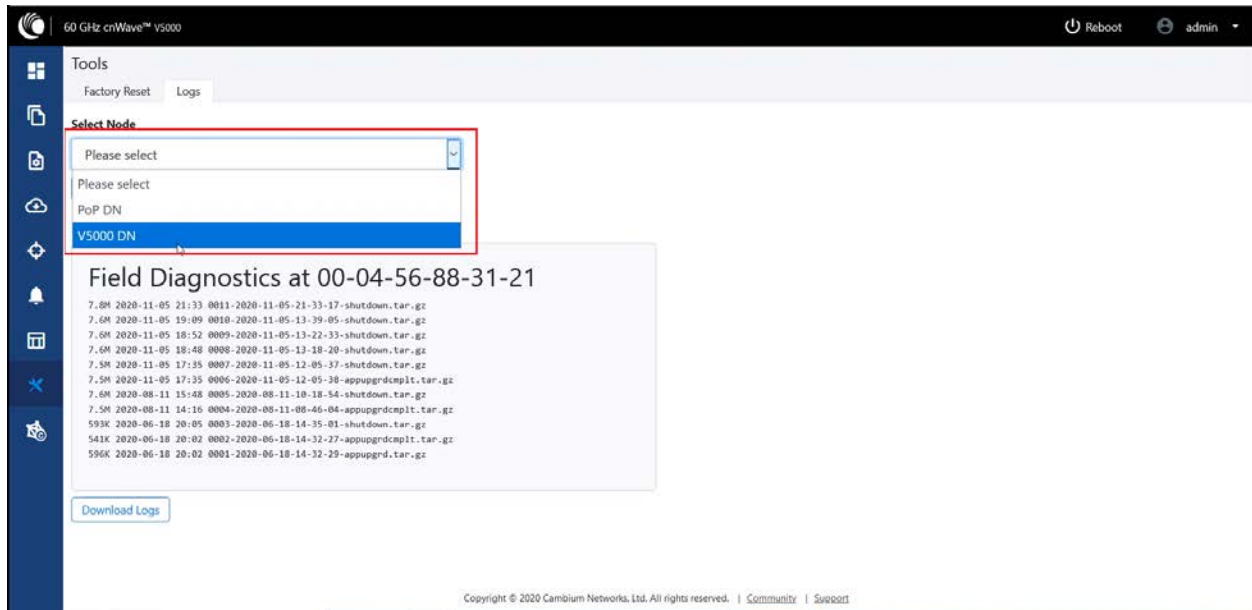 60 GHz cnWave™ V5000
Reboot
admin
Tools
Factory Reset Logs
Select Node
Please select
Please select
PoP DN
V5000 DN
Field Diagnostics at 00-04-56-88-31-21
7.8M 2020-11-05 21:33 0011-2020-11-05-21-33-17-shutdown.tar.gz
7.6M 2020-11-05 19:09 0010-2020-11-05-13-39-05-shutdown.tar.gz
7.6M 2020-11-05 18:52 0009-2020-11-05-13-22-33-shutdown.tar.gz
7.6M 2020-11-05 18:48 0008-2020-11-05-13-18-20-shutdown.tar.gz
7.5M 2020-11-05 17:35 0007-2020-11-05-12-05-37-shutdown.tar.gz
7.5M 2020-11-05 17:35 0006-2020-11-05-12-05-38-appupgrdcmplt.tar.gz
7.6M 2020-08-11 15:48 0005-2020-08-11-10-18-54-shutdown.tar.gz
7.5M 2020-08-11 14:16 0004-2020-08-11-08-46-04-appupgrdcmplt.tar.gz
593K 2020-06-18 20:05 0003-2020-06-18-14-35-01-shutdown.tar.gz
541K 2020-06-18 20:02 0002-2020-06-18-14-32-27-appupgrdcmplt.tar.gz
596K 2020-06-18 20:02 0001-2020-06-18-14-32-29-appupgrd.tar.gz
Download Logs
Copyright © 2020 Cambium Networks, Ltd. All rights reserved. | Community | Support